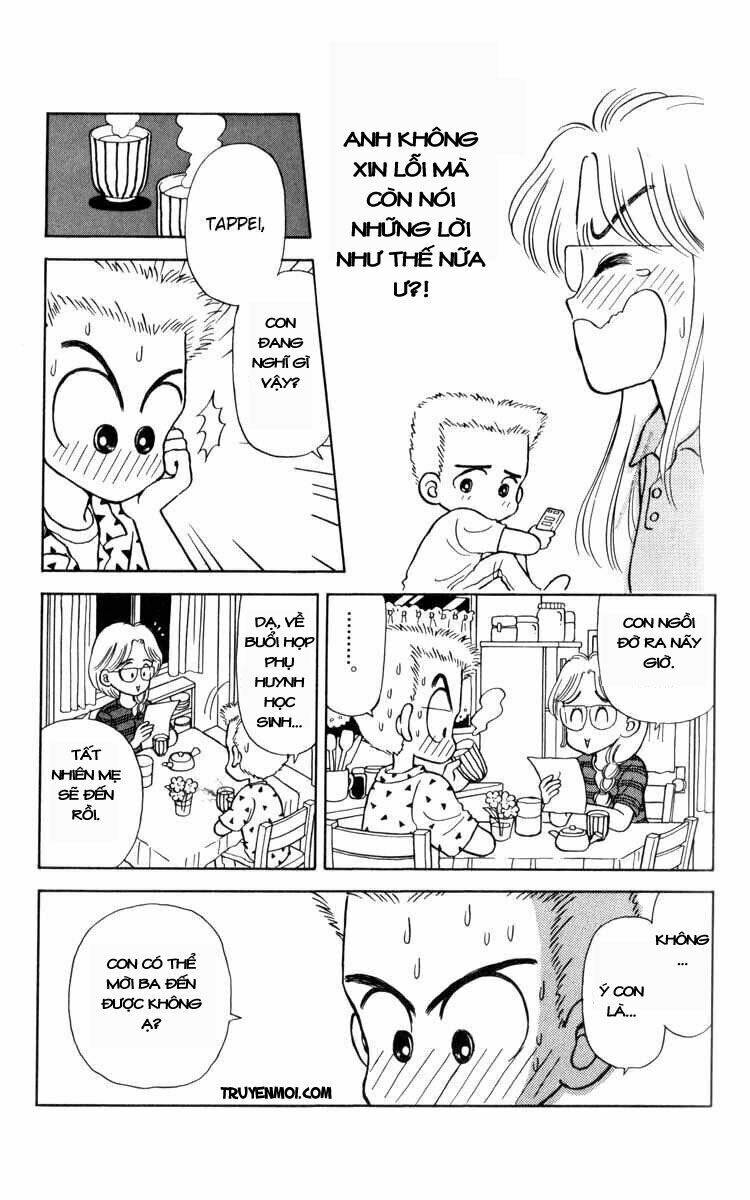 ANH KHÔNG
XIN LỖI MÀ
CÒN NÓI
NHỮNG LỜI
NHƯ THẾ NỮA
Ư?!
TAPPEI,
CON
ĐANG
NGHĨ GÌ
VẬY?
CON NGỒI
ĐỜ RA NÃY
GIỜ.
......
DẠ, VỀ
BUỔI HỌP
PHỤ
HUYNH
HỌC
SINH...
TẤT
NHIÊN MẸ
SẼ ĐẾN
RỒI.
KHÔNG
...
Ý CON
LÀ...
CON CÓ THỂ
MỜI BA ĐẾN
ĐƯỢC KHÔNG
Ạ?
TRUYENMOI.COM